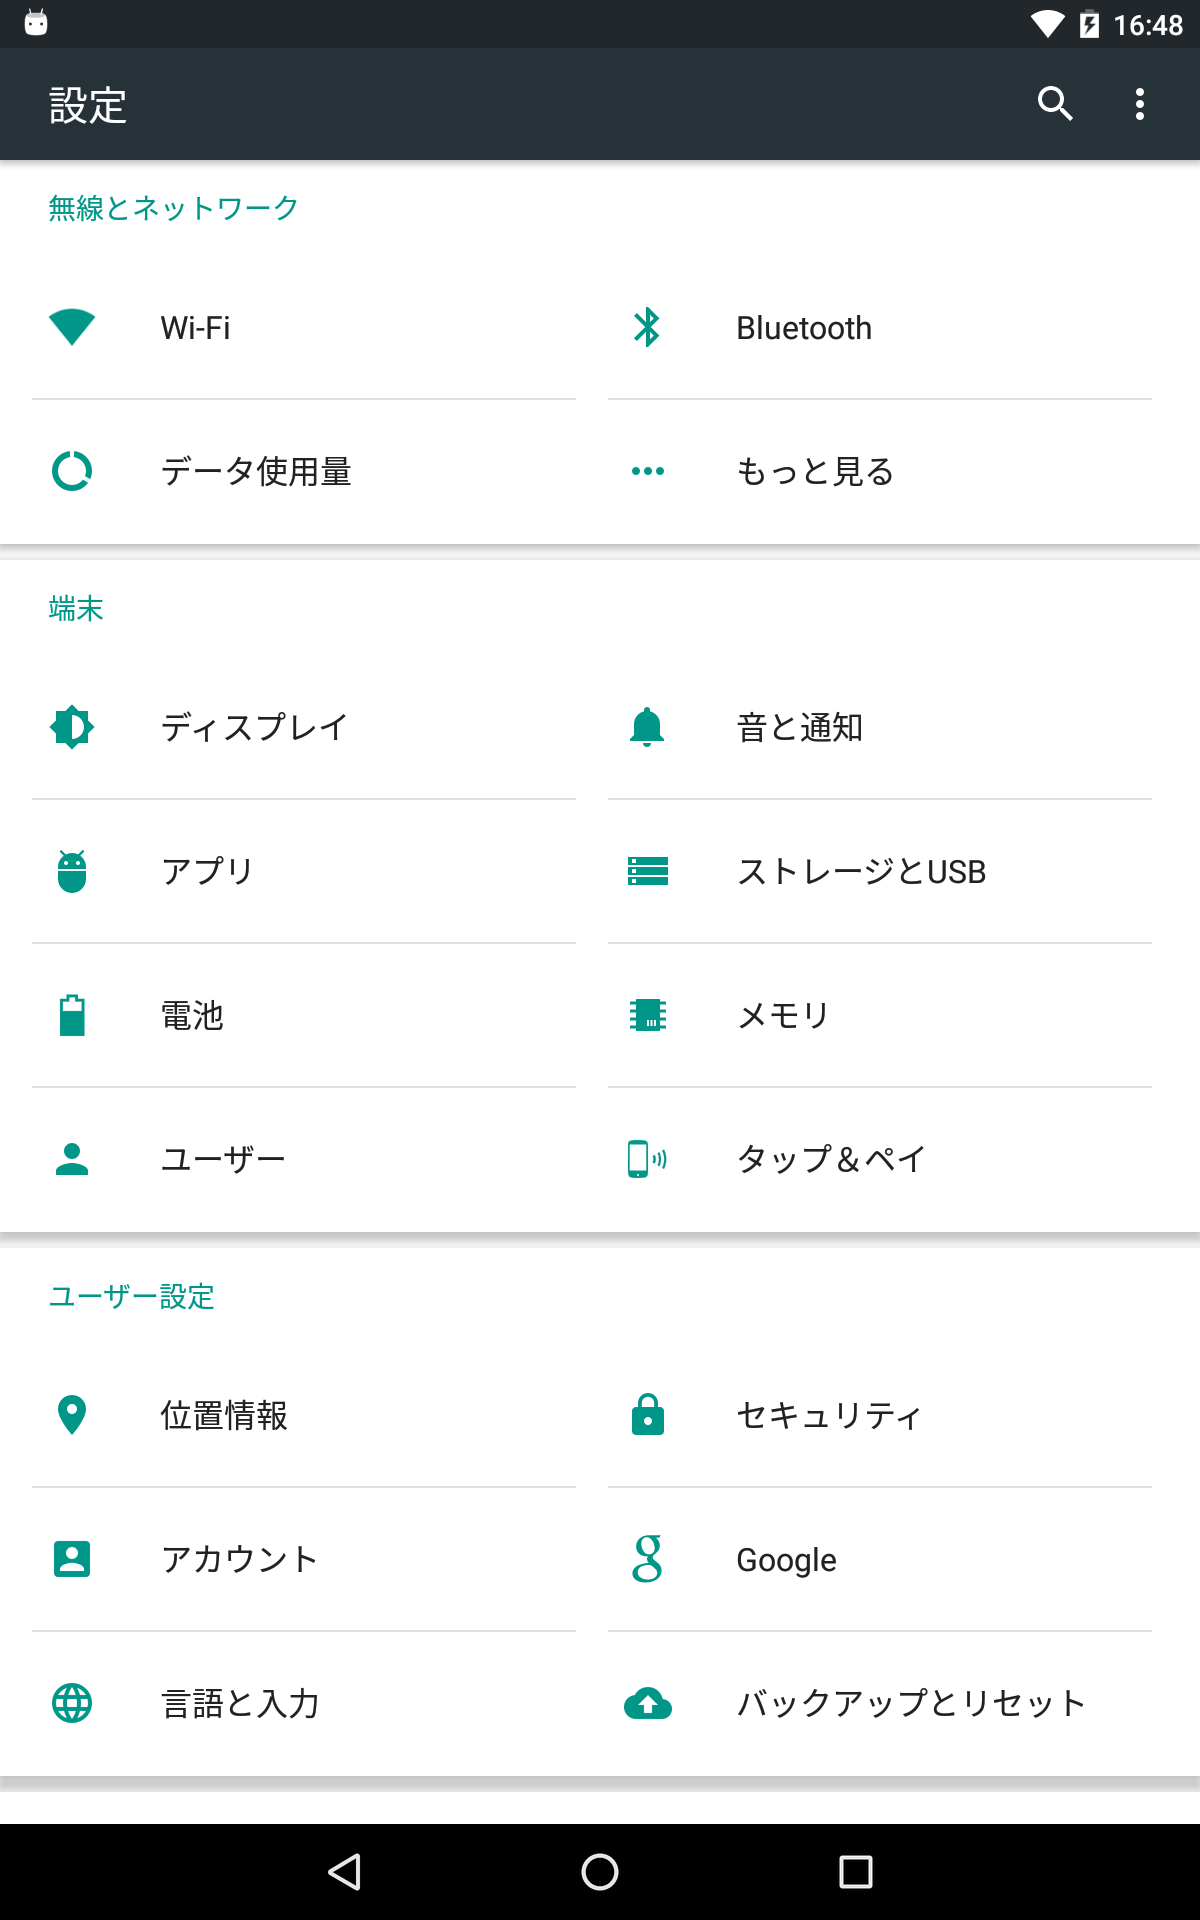 16:48
設定
無線とネットワーク
Wi-Fi
Bluetooth
データ使用量
もっと見る
端末
ディスプレイ
音と通知
アプリ
ストレージとUSB
電池
メモリ
ユーザー
タップ＆ペイ
ユーザー設定
位置情報
セキュリティ
アカウント
Google
言語と入力
バックアップとリセット